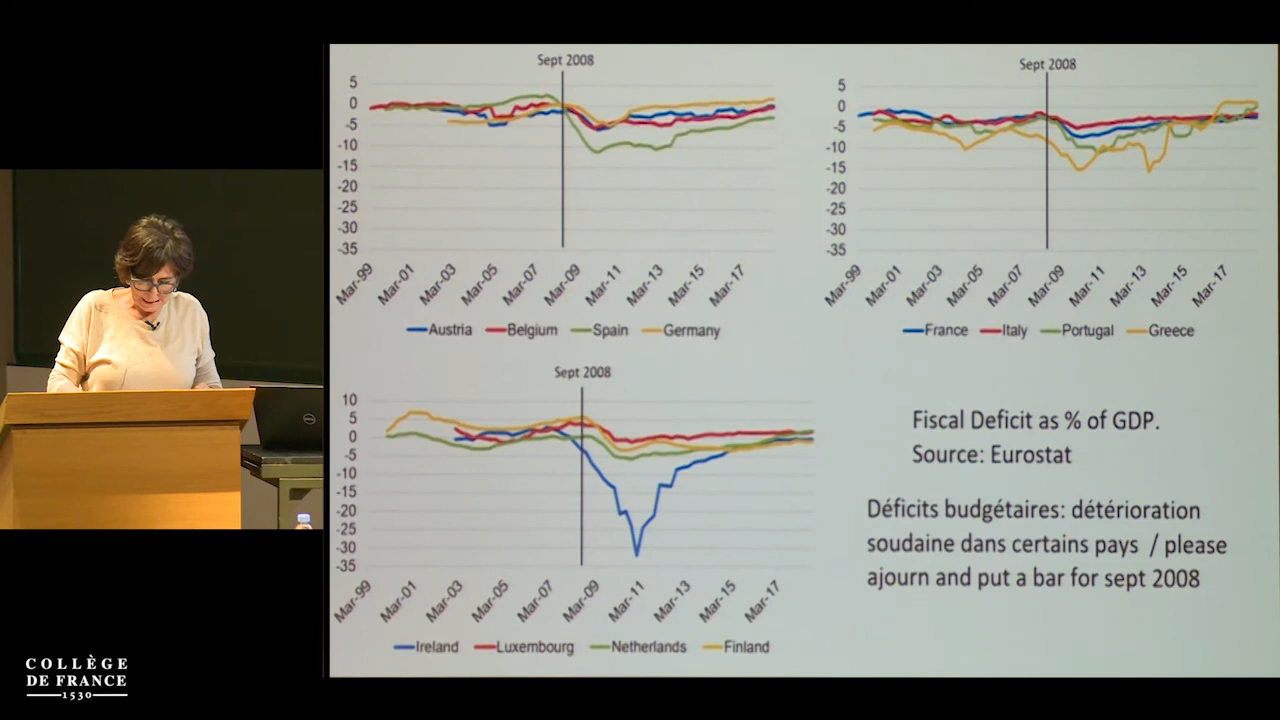 Sept 2008
5
0
-5
-10
-15
-20
-25
-30
-35
Mar-99 Mar-01 Mar-03 Mar-05 Mar-07 Mar-09 Mar-11 Mar-13 Mar-15 Mar-17
Austria Belgium Spain Germany
Sept 2008
5
0
-5
-10
-15
-20
-25
-30
-35
Mar-99 Mar-01 Mar-03 Mar-05 Mar-07 Mar-09 Mar-11 Mar-13 Mar-15 Mar-17
France Italy Portugal Greece
Sept 2008
10
5
0
-5
-10
-15
-20
-25
-30
-35
Mar-99 Mar-01 Mar-03 Mar-05 Mar-07 Mar-09 Mar-11 Mar-13 Mar-15 Mar-17
Ireland Luxembourg Netherlands Finland
Fiscal Deficit as % of GDP.
Source: Eurostat
Déficits budgétaires: détérioration
soudaine dans certains pays / please
ajourn and put a bar for sept 2008
COLLÈGE
DE FRANCE
1530